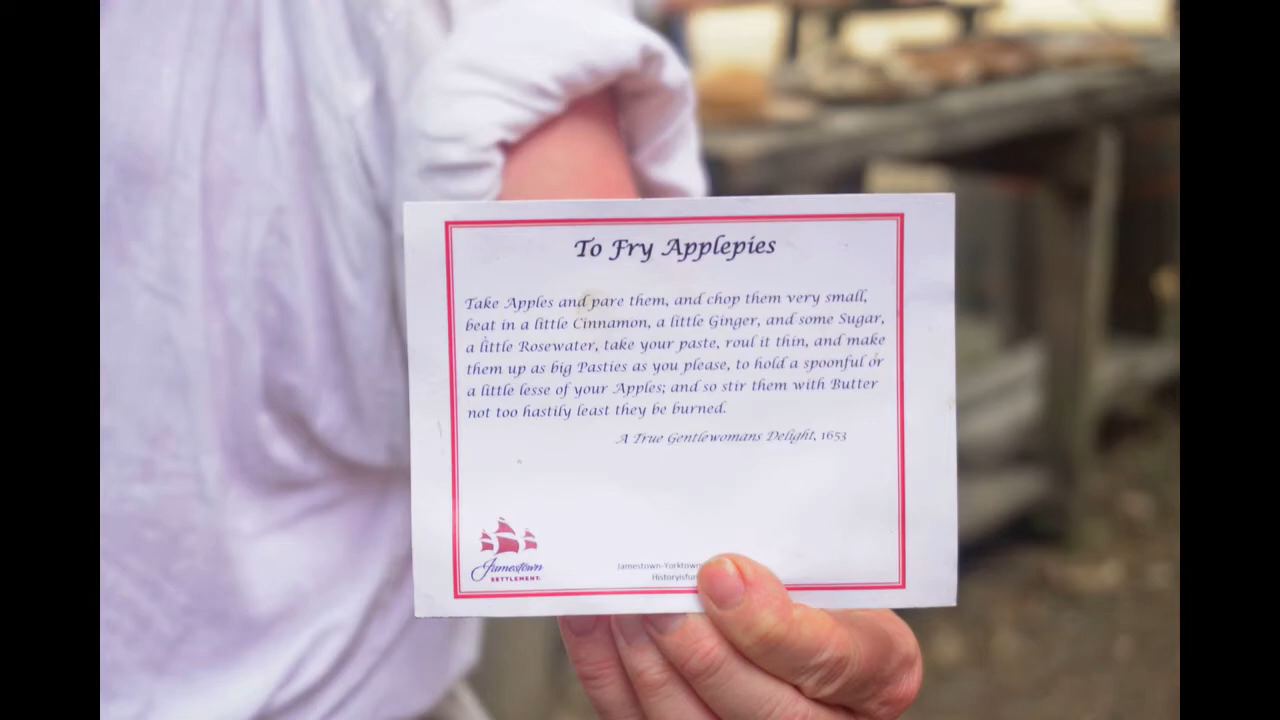 To Fry Applepies
Take Apples and pare them, and chop them very small,
beat in a little Cinnamon, a little Ginger, and some Sugar,
a little Rosewater, take your paste, roul it thin, and make
them up as big Pasties as you please, to hold a spoonful or
a little lesse of your Apples; and so stir them with Butter
not too hastily least they be burned.
A True Gentlewomans Delight, 1653
Jamestown
SETTLEMENT.
Jamestown-Yorktown